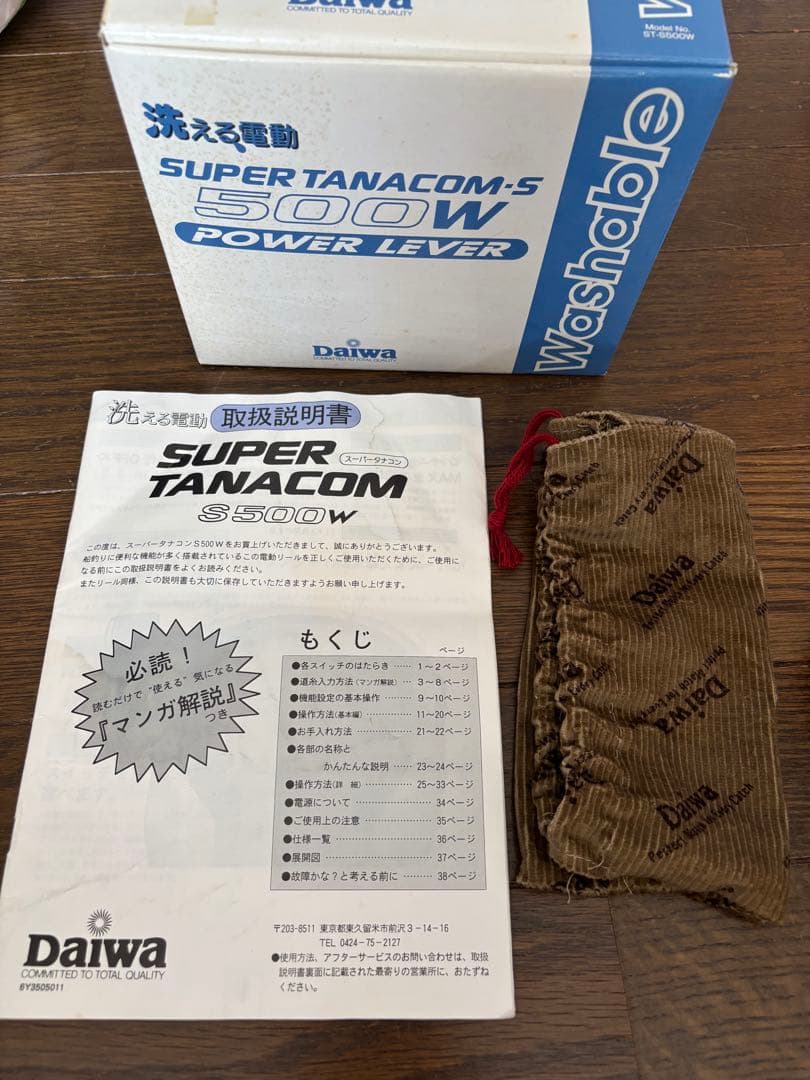 Daiwa
COMMITTED TO TOTAL QUALITY
Model No.
ST-S500W
洗える電動
SUPER TANACOM-S
500W
POWER LEVER
Daiwa
COMMITTED TO TOTAL QUALITY
Washable
洗える電動 取扱説明書
SUPER
TANACOM
スーパータナコン
S500W
この度は、スーパータナコンS500Wをお買上げいただきまして、誠にありがとうございます。
船釣りに便利な機能が多く搭載されているこの電動リールを正しくご使用いただくために、ご使用に
なる前にこの取扱説明書をよくお読みください。
またリール同様、この説明書も大切に保存していただきますようお願い申し上げます。
必読!
読むだけで“使える”気になる
『マンガ解説』
つき
もくじ
ページ
●各スイッチのはたらき …… 1〜2ページ
●道糸入力方法(マンガ解説) … 3〜8ページ
●機能設定の基本操作 …… 9〜10ページ
●操作方法(基本編) …… 11〜20ページ
●お手入れ方法 …… 21〜22ページ
●各部の名称と
かんたんな説明 …… 23〜24ページ
●操作方法(詳 細) …… 25〜33ページ
●電源について …… 34ページ
●ご使用上の注意 …… 35ページ
●仕様一覧 …… 36ページ
●展開図 …… 37ページ
●故障かな?と考える前に …… 38ページ
Daiwa
COMMITTED TO TOTAL QUALITY
6Y3505011
〒203-8511 東京都東久留米市前沢3-14-16
TEL 0424-75-2127
●使用方法、アフターサービスのお問い合わせは、取扱
説明書裏面に記載された最寄りの営業所に、おたずね
ください。
Daiwa
Daiwa
Daiwa
Daiwa